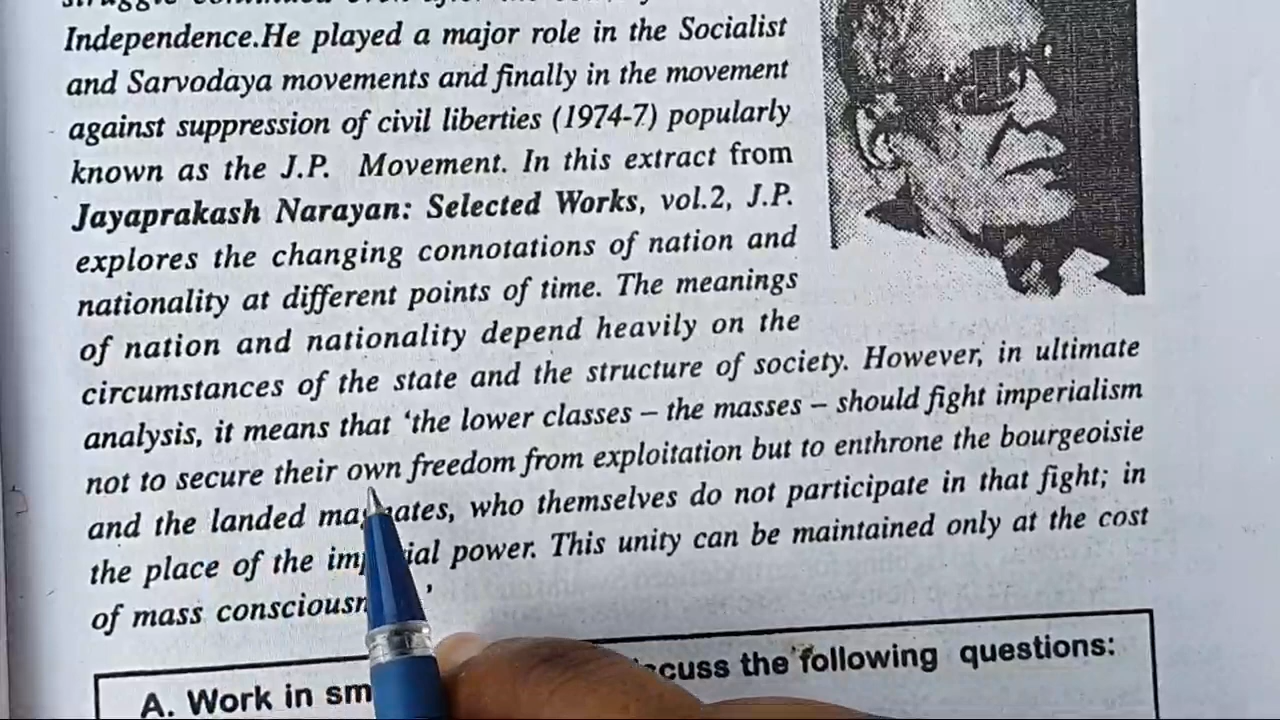 Independence.He played a major role in the Socialist
and Sarvodaya movements and finally in the movement
against suppression of civil liberties (1974-7) popularly
known as the J.P. Movement. In this extract from
Jayaprakash Narayan: Selected Works, vol.2, J.P.
explores the changing connotations of nation and
nationality at different points of time. The meanings
of nation and nationality depend heavily on the
circumstances of the state and the structure of society. However, in ultimate
analysis, it means that ‘the lower classes – the masses – should fight imperialism
not to secure their own freedom from exploitation but to enthrone the bourgeoisie
and the landed magnates, who themselves do not participate in that fight; in
the place of the imperial power. This unity can be maintained only at the cost
of mass ’
A. Work in the following questions: